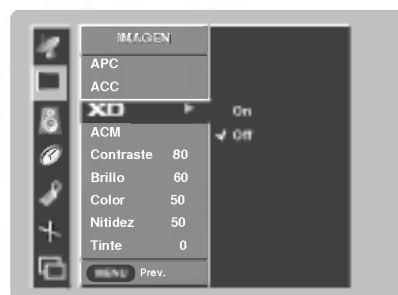 IMAGEN
APC
ACC
XD
On
ACM
Off
Contraste 80
Brillo 60
Color 50
Nitidez 50
Tinte 0
MENU Prev.